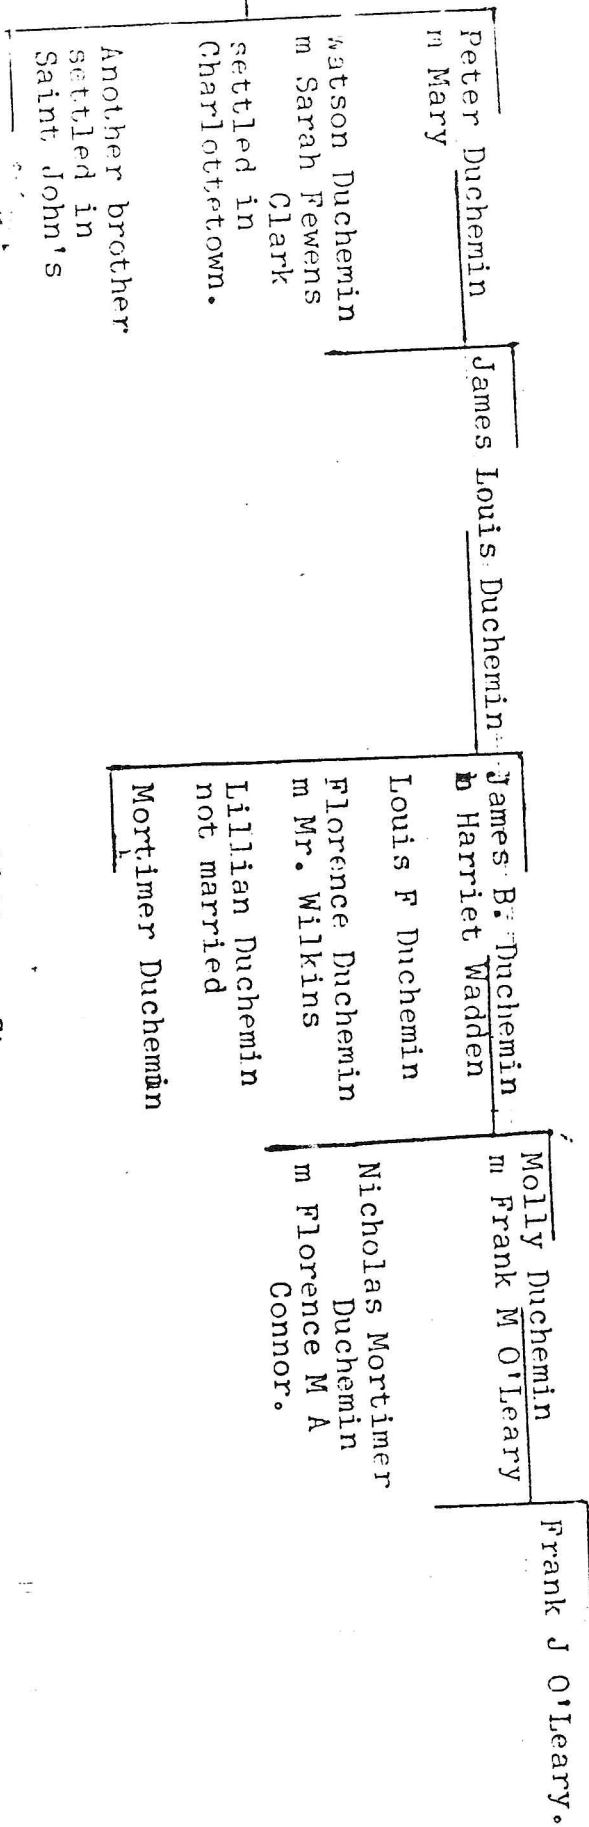 Peter Duchemin
m Mary
Watson Duchemin
m Sarah Fewens
Clark
settled in
Charlottetown.
Another brother
settled in
Saint John's
James Louis Duchemin
James B. Duchemin
m Harriet Wadden
Louis F Duchemin
Florence Duchemin
m Mr. Wilkins
Lillian Duchemin
not married
Mortimer Duchemin
Molly Duchemin
m Frank M O'Leary
Nicholas Mortimer
Duchemin
m Florence M A
Connor.
Frank J O'Leary.